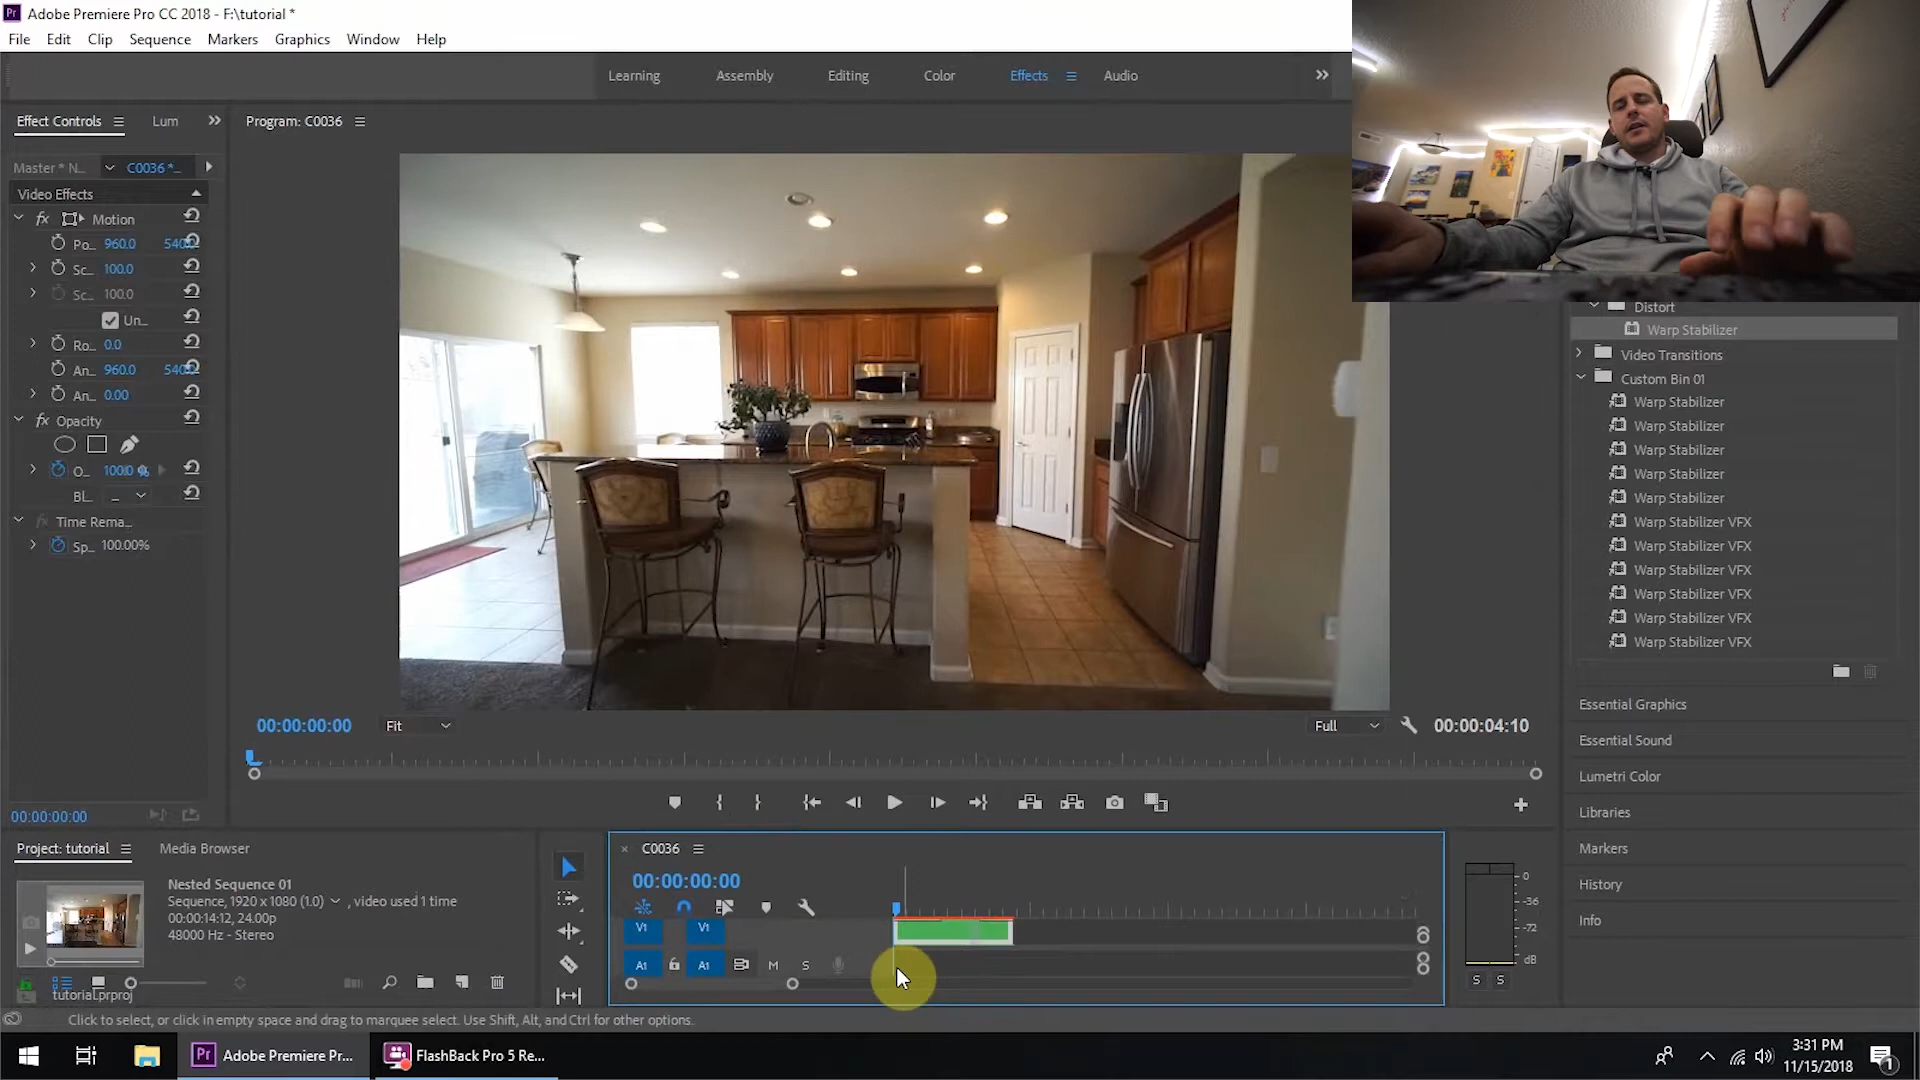 Adobe Premiere Pro CC 2018 - F:\tutorial *
File Edit Clip Sequence Markers Graphics Window Help
Learning Assembly Editing Color Effects Audio
Effect Controls Lum
Program: C0036
Master * N... C0036 *...
Video Effects
fx Motion
Po... 960.0 540.0
Sc... 100.0
Sc... 100.0
Un...
Ro... 0.0
An... 960.0 540.0
An... 0.00
fx Opacity
O... 100.0 %
Bl... ...
fx Time Rema...
Sp... 100.00%
00:00:00:00
00:00:00:00 Fit Full 00:00:04:10
Distort
Warp Stabilizer
Video Transitions
Custom Bin 01
Warp Stabilizer
Warp Stabilizer
Warp Stabilizer
Warp Stabilizer
Warp Stabilizer
Warp Stabilizer VFX
Warp Stabilizer VFX
Warp Stabilizer VFX
Warp Stabilizer VFX
Warp Stabilizer VFX
Warp Stabilizer VFX
Essential Graphics
Essential Sound
Lumetri Color
Libraries
Markers
History
Info
Project: tutorial Media Browser
Nested Sequence 01
Sequence, 1920 x 1080 (1.0) , video used 1 time
00:00:14:12, 24.00p
48000 Hz - Stereo
tutorial.prproj
C0036
00:00:00:00
V1 V1
A1 A1 M S
0
-36
-72
dB
S S
Click to select, or click in empty space and drag to marquee select. Use Shift, Alt, and Ctrl for other options.
Pr Adobe Premiere Pr... FlashBack Pro 5 Re...
3:31 PM
11/15/2018
1